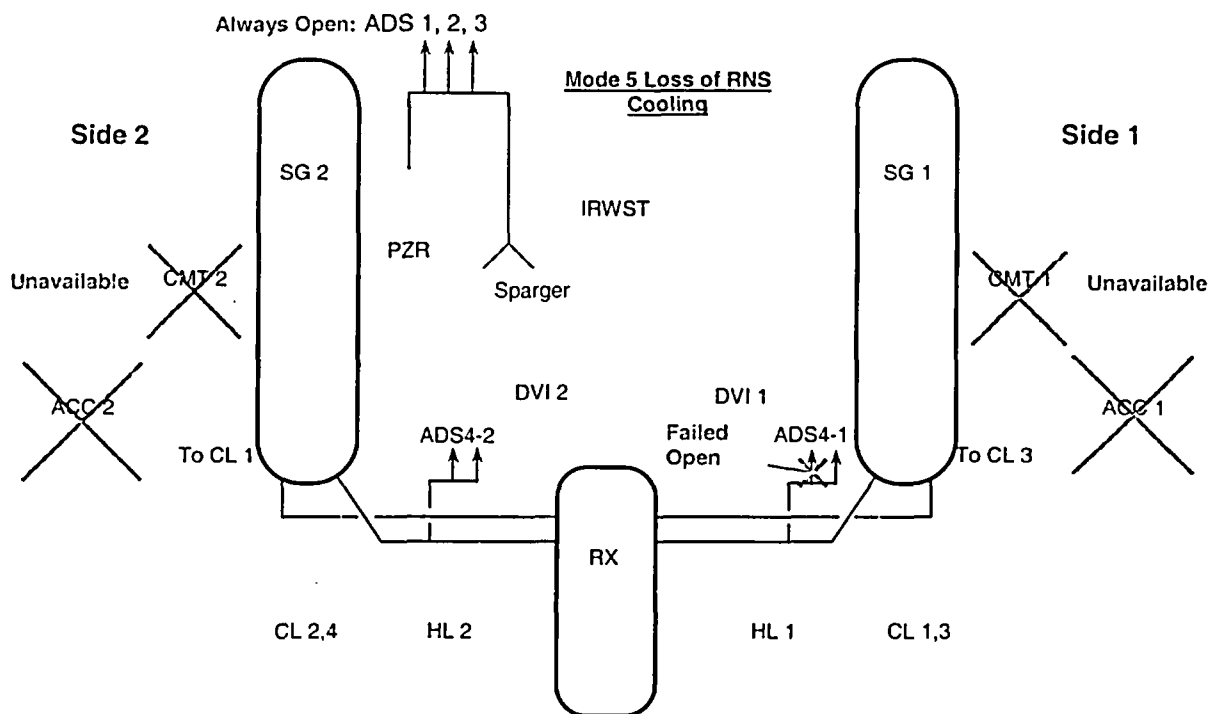 Always Open: ADS 1, 2, 3
Mode 5 Loss of RNS
Cooling
Side 2
Side 1
SG 2
SG 1
IRWST
PZR
Unavailable
CMT 2
Sparger
CMT 1
Unavailable
DVI 2
DVI 1
ACC 2
ACC 1
Failed
Open
ADS4-2
ADS4-1
To CL 1
To CL 3
RX
CL 2,4
HL 2
HL 1
CL 1,3